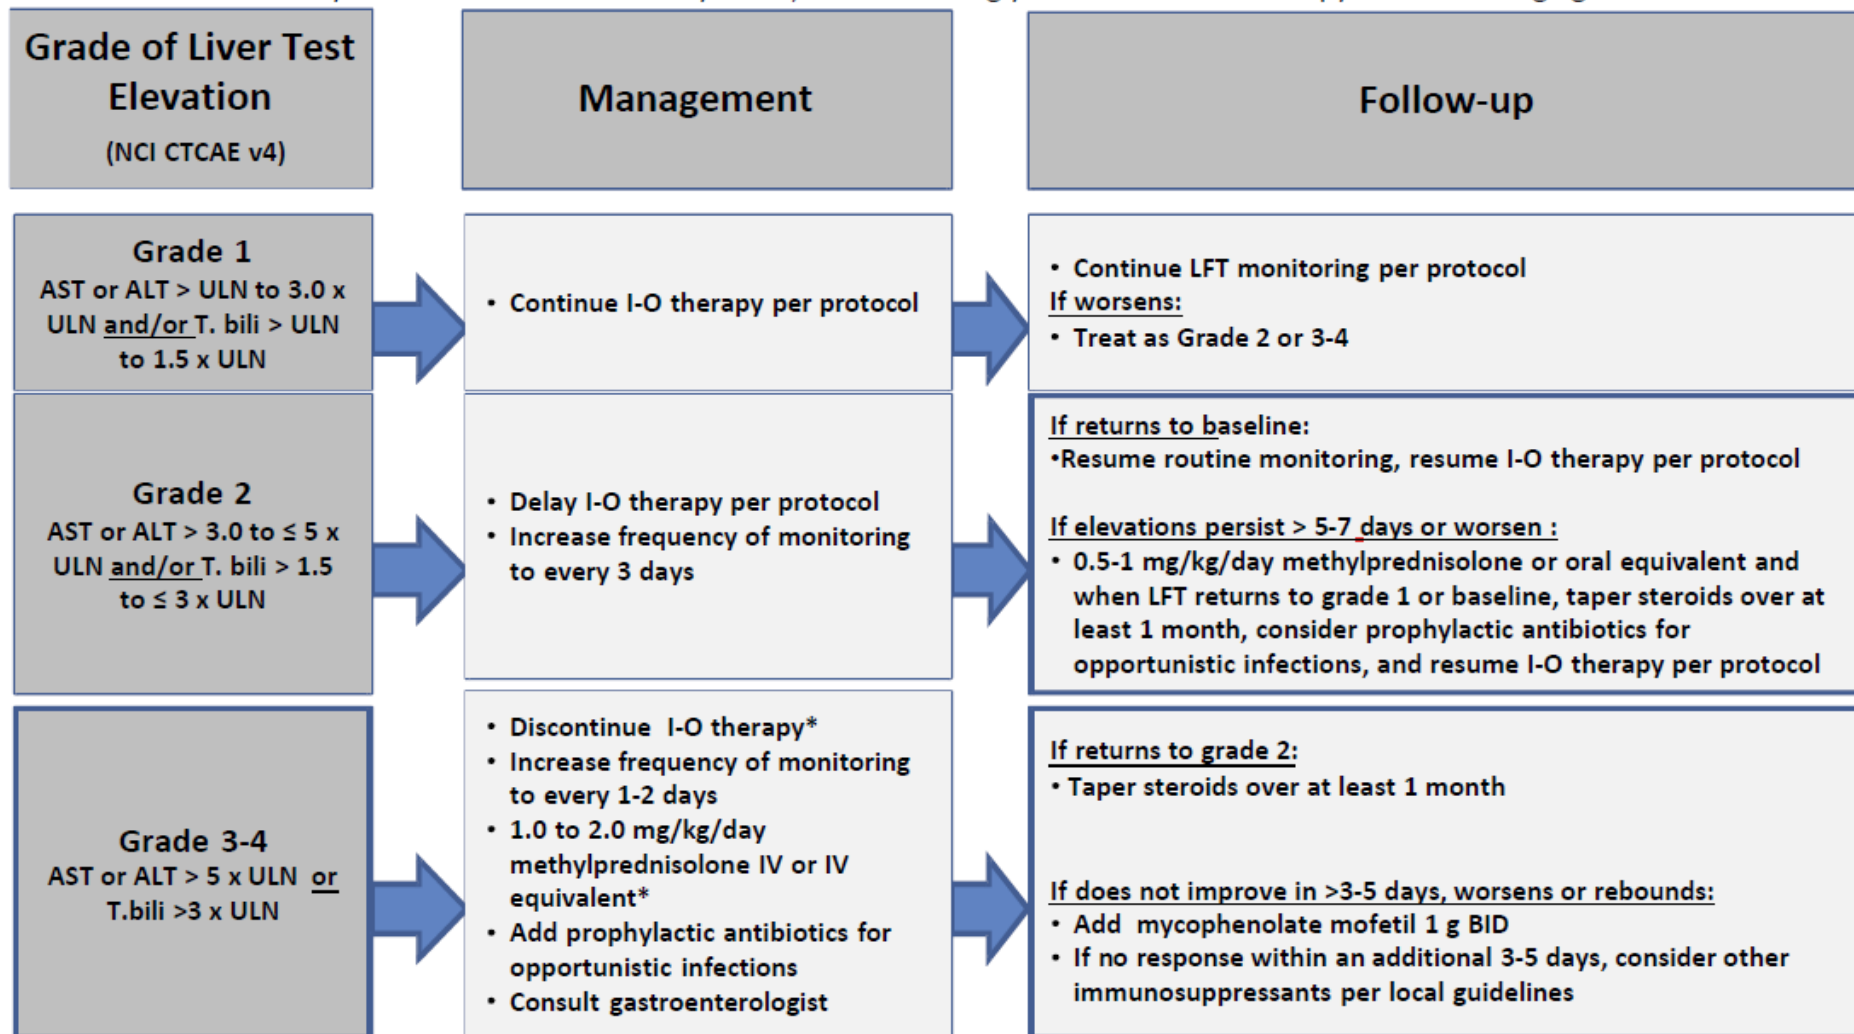 Grade of Liver Test
Elevation
(NCI CTCAE v4)
Management
Follow-up
Grade 1
AST or ALT > ULN to 3.0 x
ULN and/or T. bili > ULN
to 1.5 x ULN
• Continue I-O therapy per protocol
• Continue LFT monitoring per protocol
If worsens:
• Treat as Grade 2 or 3-4
Grade 2
AST or ALT > 3.0 to ≤ 5 x
ULN and/or T. bili > 1.5
to ≤ 3 x ULN
• Delay I-O therapy per protocol
• Increase frequency of monitoring
to every 3 days
If returns to baseline:
•Resume routine monitoring, resume I-O therapy per protocol
If elevations persist > 5-7 days or worsen :
• 0.5-1 mg/kg/day methylprednisolone or oral equivalent and
when LFT returns to grade 1 or baseline, taper steroids over at
least 1 month, consider prophylactic antibiotics for
opportunistic infections, and resume I-O therapy per protocol
Grade 3-4
AST or ALT > 5 x ULN or
T.bili >3 x ULN
• Discontinue I-O therapy*
• Increase frequency of monitoring
to every 1-2 days
• 1.0 to 2.0 mg/kg/day
methylprednisolone IV or IV
equivalent*
• Add prophylactic antibiotics for
opportunistic infections
• Consult gastroenterologist
If returns to grade 2:
• Taper steroids over at least 1 month
If does not improve in >3-5 days, worsens or rebounds:
• Add mycophenolate mofetil 1 g BID
• If no response within an additional 3-5 days, consider other
immunosuppressants per local guidelines